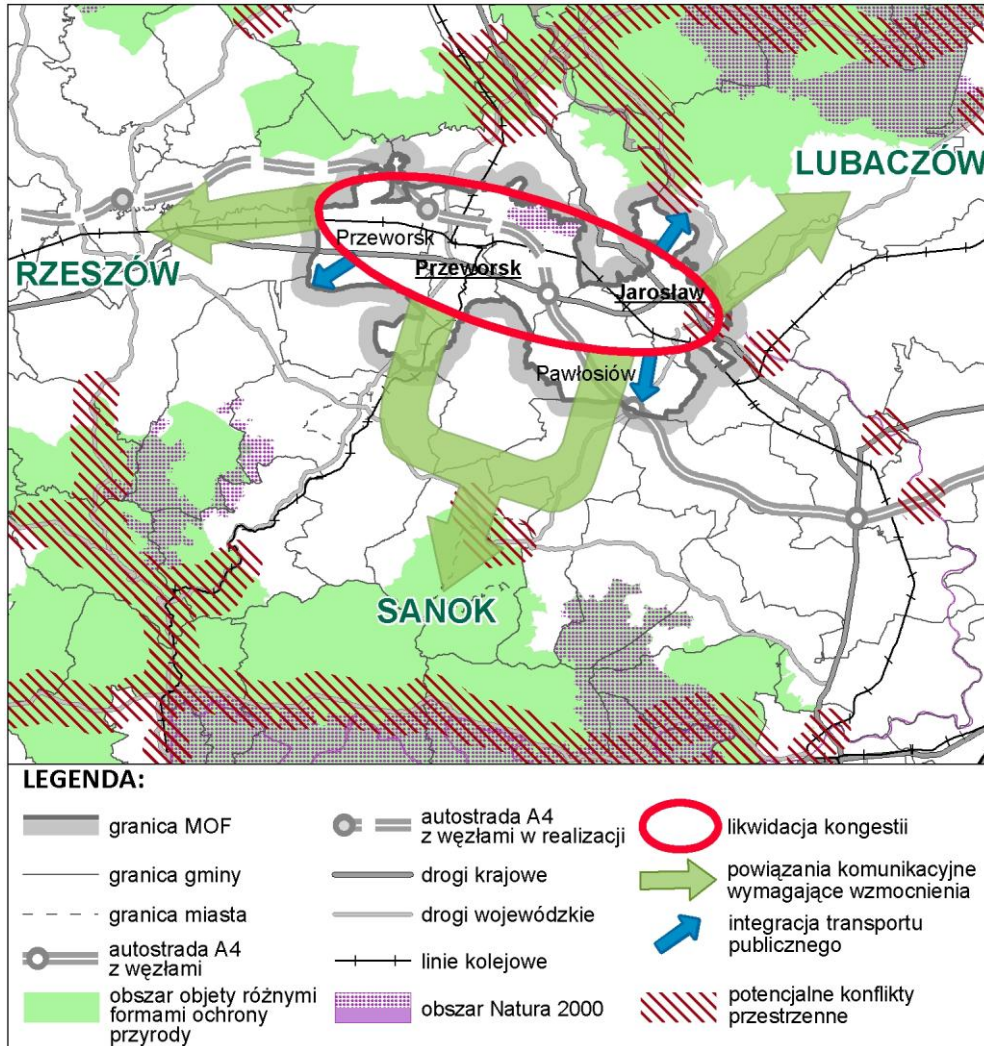 LUBACZÓW
Przeworsk
Przeworsk
RZESZÓW
Jarosław
Pawłosiów
SANOK
LEGENDA:
granica MOF
granica gminy
granica miasta
autostrada A4
z węzłami
obszar objęty różnymi
formami ochrony
przyrody
autostrada A4
z węzłami w realizacji
drogi krajowe
drogi wojewódzkie
linie kolejowe
obszar Natura 2000
likwidacja kongestii
powiązania komunikacyjne
wymagające wzmocnienia
integracja transportu
publicznego
potencjalne konflikty
przestrzenne